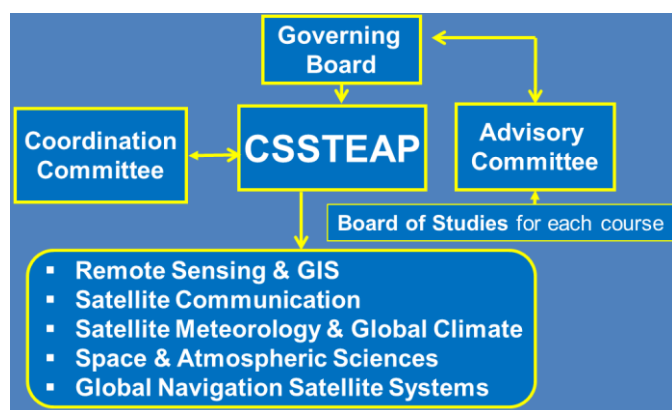 Governing
Board
Coordination
Committee
CSSTEAP
Advisory
Committee
Board of Studies for each course
▪ Remote Sensing & GIS
▪ Satellite Communication
▪ Satellite Meteorology & Global Climate
▪ Space & Atmospheric Sciences
▪ Global Navigation Satellite Systems